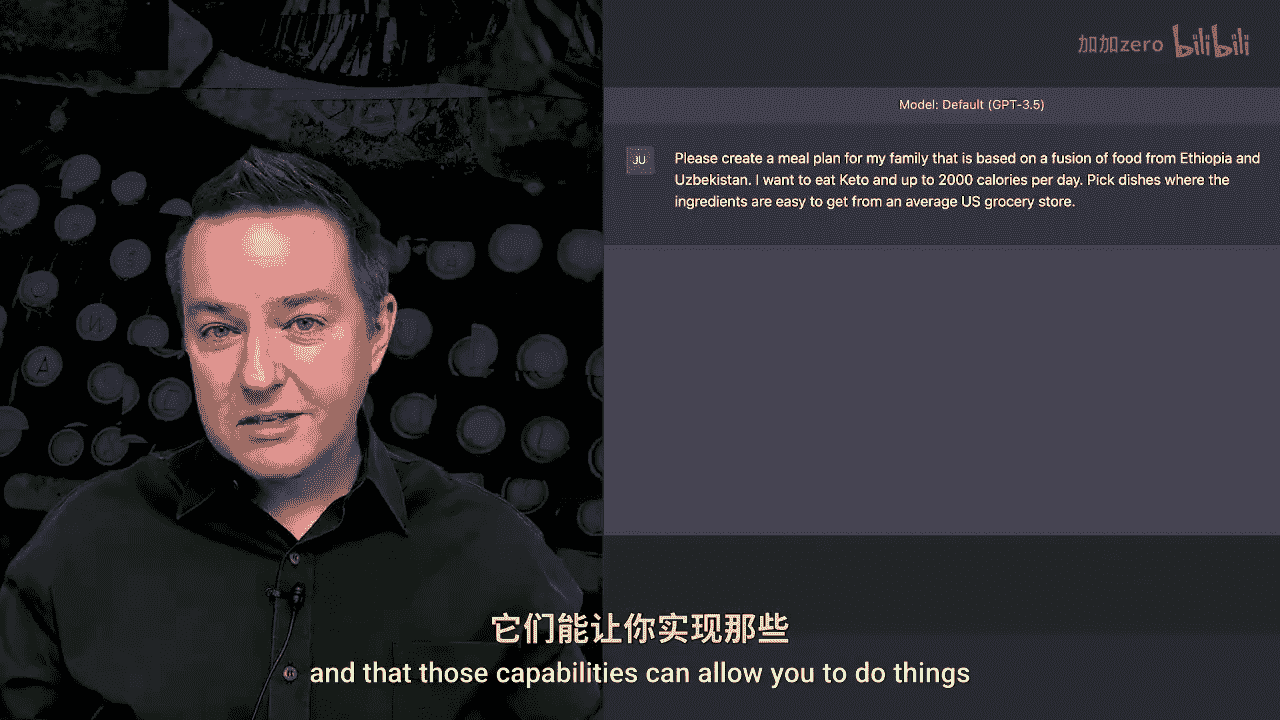 加加zero bilibili
Model: Default (GPT-3.5)
JU
Please create a meal plan for my family that is based on a fusion of food from Ethiopia and
Uzbekistan. I want to eat Keto and up to 2000 calories per day. Pick dishes where the
ingredients are easy to get from an average US grocery store.
它们能让你实现那些
and that those capabilities can allow you to do things